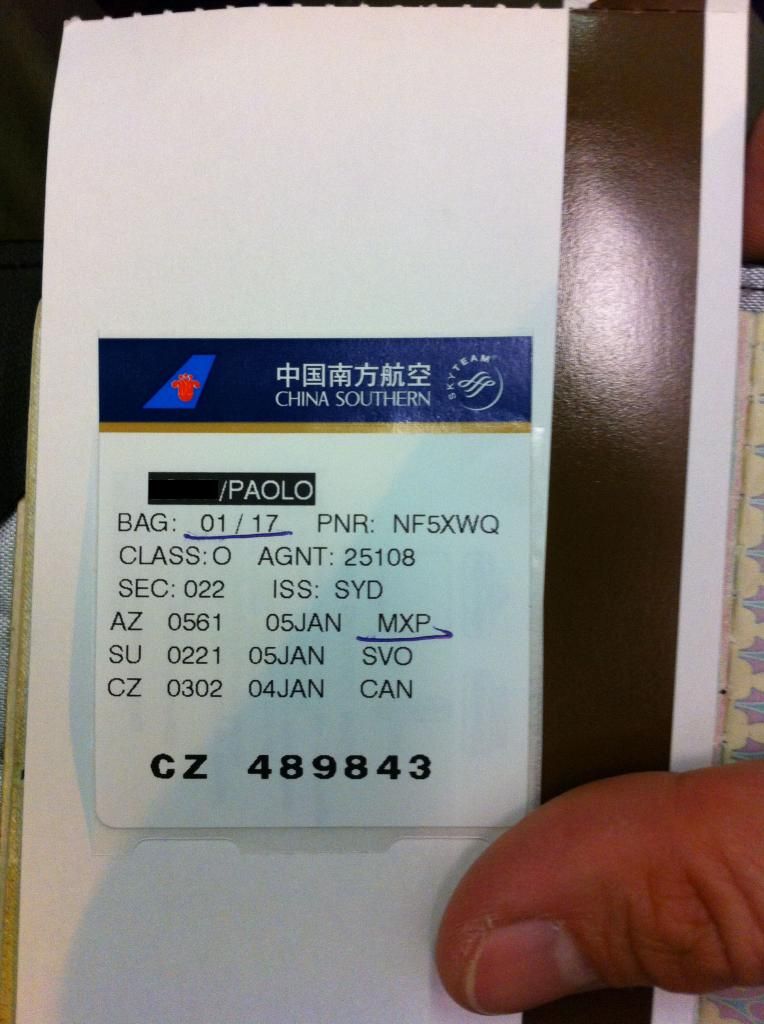 中国南方航空
CHINA SOUTHERN
SKYTEAM
/PAOLO
BAG: 01 / 17 PNR: NF5XWQ
CLASS: O AGNT: 25108
SEC: 022 ISS: SYD
AZ 0561 05JAN MXP
SU 0221 05JAN SVO
CZ 0302 04JAN CAN
CZ 489843